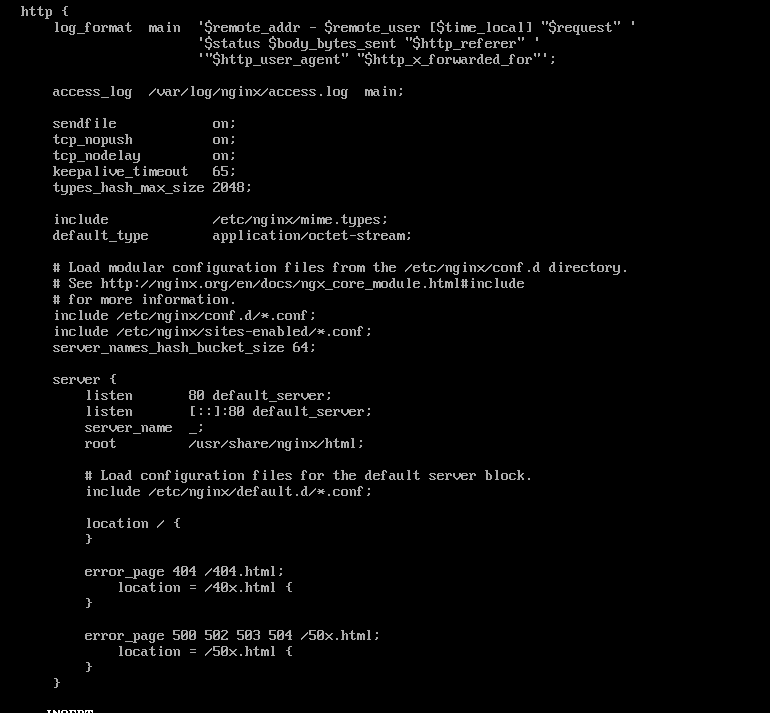 http {
    log_format  main  '$remote_addr - $remote_user [$time_local] "$request" '
                      '$status $body_bytes_sent "$http_referer" '
                      '"$http_user_agent" "$http_x_forwarded_for"';

    access_log  /var/log/nginx/access.log  main;

    sendfile            on;
    tcp_nopush          on;
    tcp_nodelay         on;
    keepalive_timeout   65;
    types_hash_max_size 2048;

    include             /etc/nginx/mime.types;
    default_type        application/octet-stream;

    # Load modular configuration files from the /etc/nginx/conf.d directory.
    # See http://nginx.org/en/docs/ngx_core_module.html#include
    # for more information.
    include /etc/nginx/conf.d/*.conf;
    include /etc/nginx/sites-enabled/*.conf;
    server_names_hash_bucket_size 64;

    server {
        listen       80 default_server;
        listen       [::]:80 default_server;
        server_name  _;
        root         /usr/share/nginx/html;

        # Load configuration files for the default server block.
        include /etc/nginx/default.d/*.conf;

        location / {
        }

        error_page 404 /404.html;
            location = /40x.html {
        }

        error_page 500 502 503 504 /50x.html;
            location = /50x.html {
        }
    }

INSERT